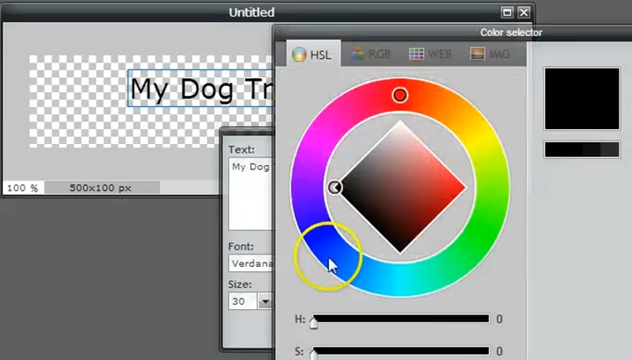 Untitled
Color selector
HSL
RGB
WEB
IMG
My Dog Tr
Text:
My Dog
100 %
500x100 px
Font:
Verdana
Size:
30
H:
0
S:
0